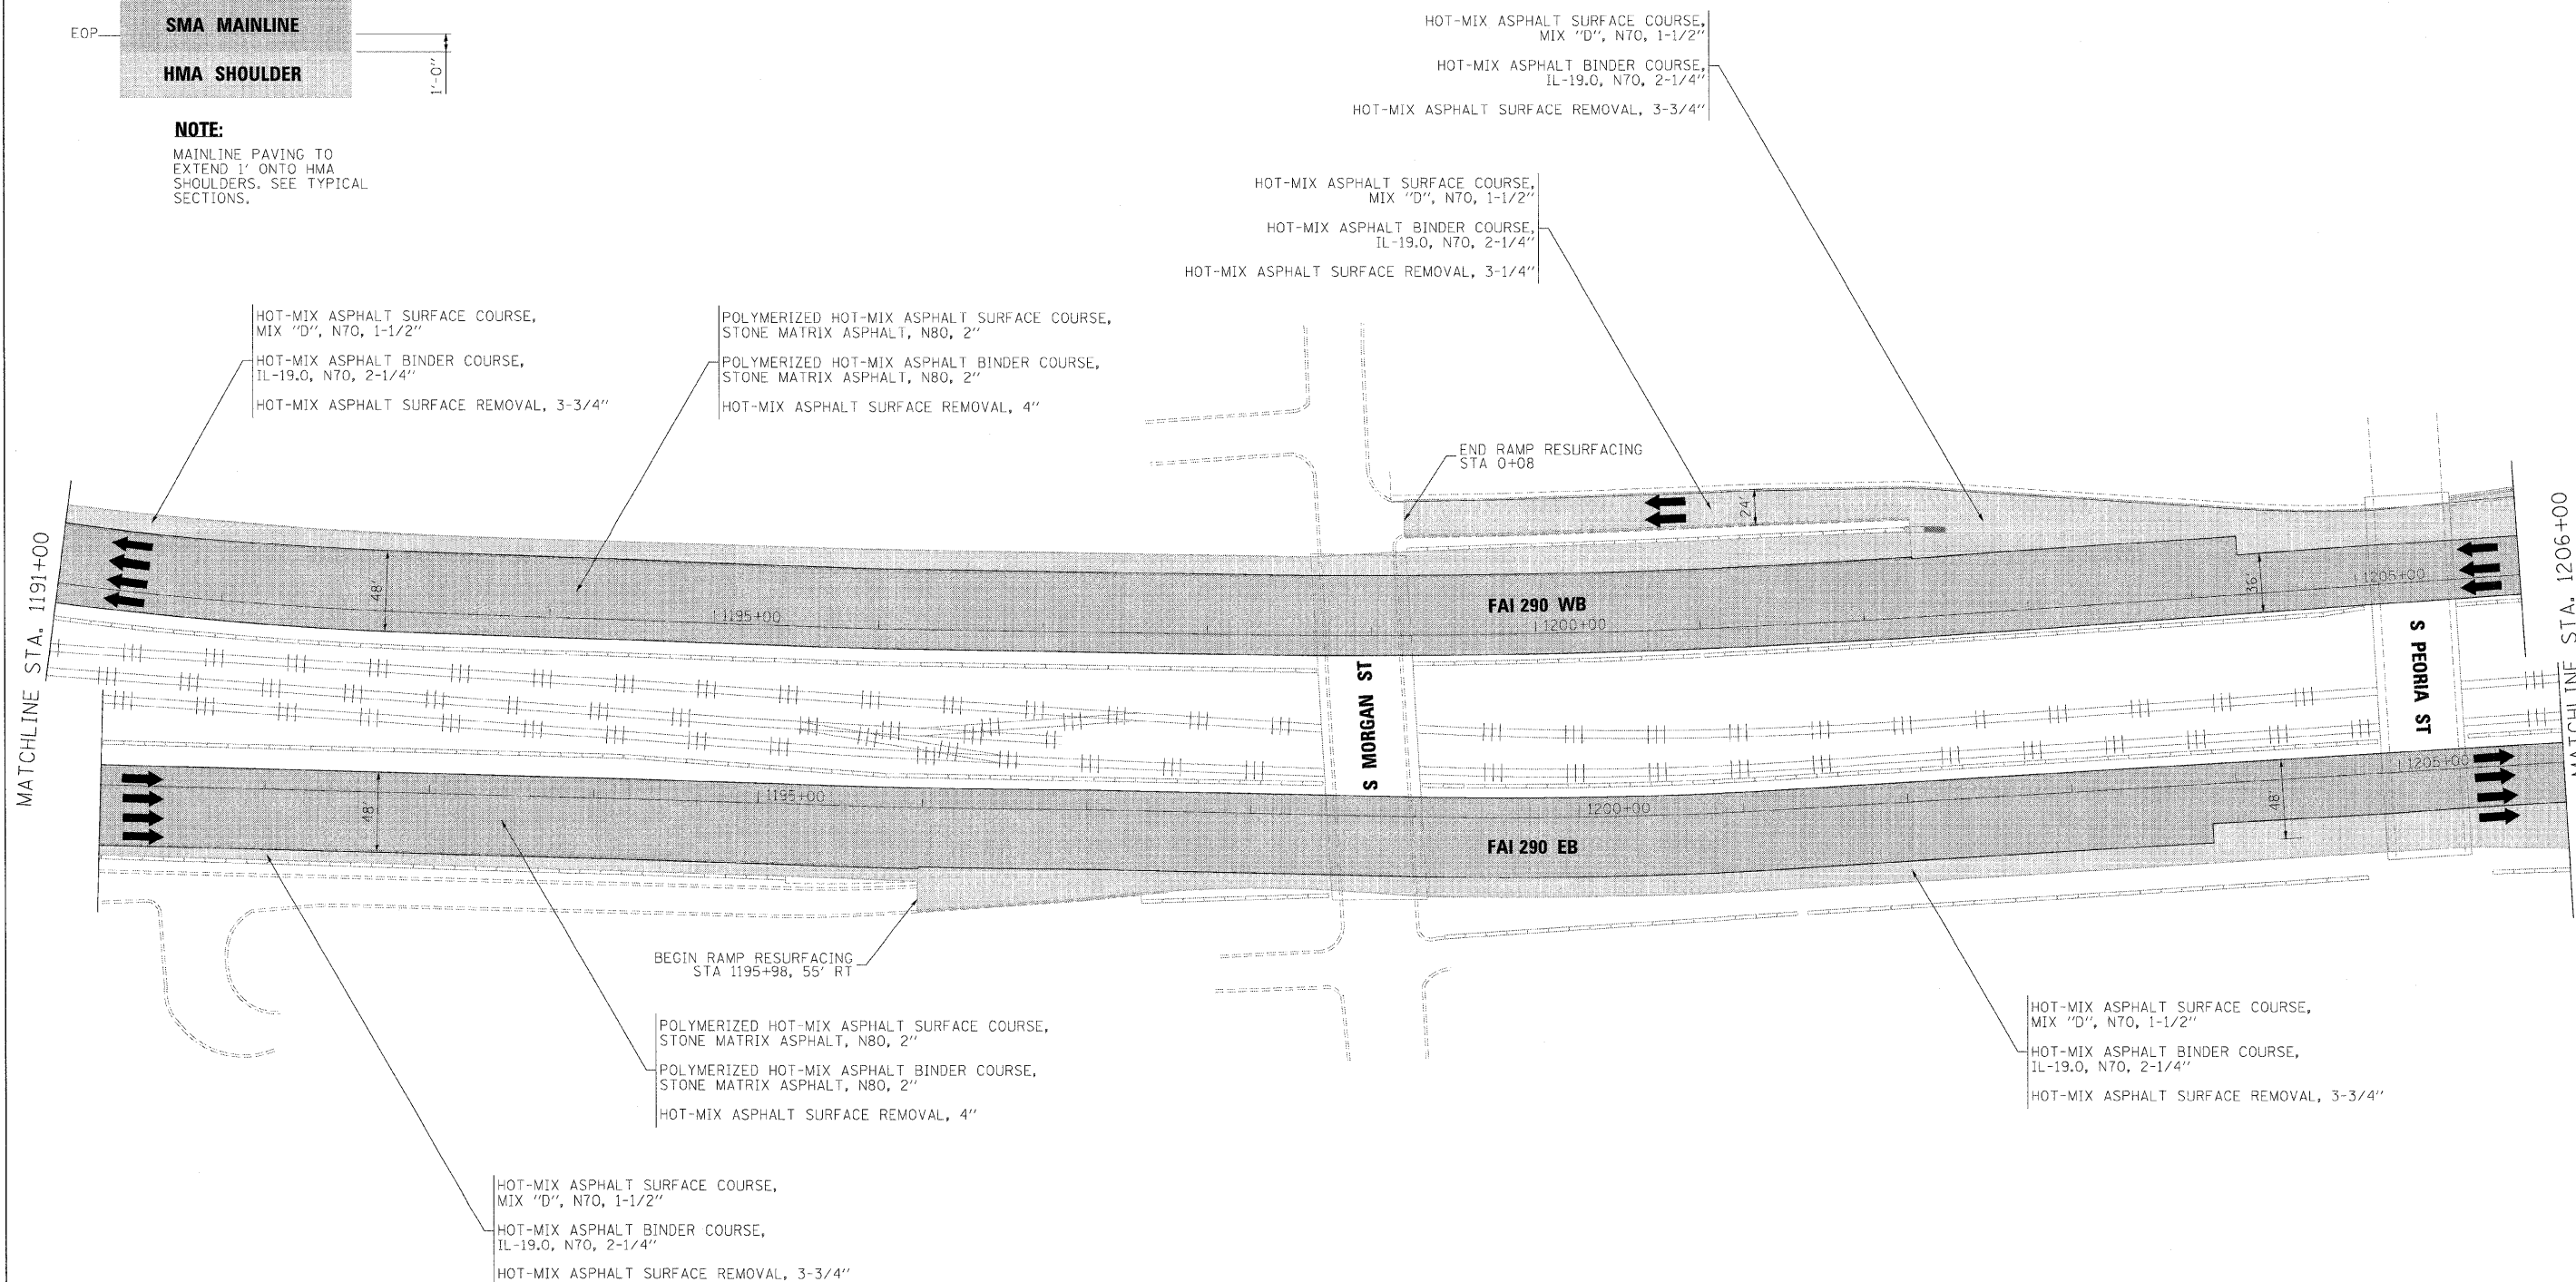 SMA MAINLINE
EOP
HMA SHOULDER
1'-0"
NOTE:
MAINLINE PAVING TO
EXTEND 1' ONTO HMA
SHOULDERS. SEE TYPICAL
SECTIONS.
HOT-MIX ASPHALT SURFACE COURSE,
MIX "D", N70, 1-1/2"
HOT-MIX ASPHALT BINDER COURSE,
IL-19.0, N70, 2-1/4"
HOT-MIX ASPHALT SURFACE REMOVAL, 3-3/4"
HOT-MIX ASPHALT SURFACE COURSE,
MIX "D", N70, 1-1/2"
HOT-MIX ASPHALT BINDER COURSE,
IL-19.0, N70, 2-1/4"
HOT-MIX ASPHALT SURFACE REMOVAL, 3-1/4"
HOT-MIX ASPHALT SURFACE COURSE,
MIX "D", N70, 1-1/2"
HOT-MIX ASPHALT BINDER COURSE,
IL-19.0, N70, 2-1/4"
HOT-MIX ASPHALT SURFACE REMOVAL, 3-3/4"
POLYMERIZED HOT-MIX ASPHALT SURFACE COURSE,
STONE MATRIX ASPHALT, N80, 2"
POLYMERIZED HOT-MIX ASPHALT BINDER COURSE,
STONE MATRIX ASPHALT, N80, 2"
HOT-MIX ASPHALT SURFACE REMOVAL, 4"
END RAMP RESURFACING
STA 0+08
24'
MATCHLINE STA. 1191+00
48'
1195+00
FAI 290 WB
1200+00
36'
1205+00
MATCHLINE STA. 1206+00
S MORGAN ST
S PEORIA ST
48'
1195+00
1200+00
FAI 290 EB
48'
1205+00
BEGIN RAMP RESURFACING
STA 1195+98, 55' RT
POLYMERIZED HOT-MIX ASPHALT SURFACE COURSE,
STONE MATRIX ASPHALT, N80, 2"
POLYMERIZED HOT-MIX ASPHALT BINDER COURSE,
STONE MATRIX ASPHALT, N80, 2"
HOT-MIX ASPHALT SURFACE REMOVAL, 4"
HOT-MIX ASPHALT SURFACE COURSE,
MIX "D", N70, 1-1/2"
HOT-MIX ASPHALT BINDER COURSE,
IL-19.0, N70, 2-1/4"
HOT-MIX ASPHALT SURFACE REMOVAL, 3-3/4"
HOT-MIX ASPHALT SURFACE COURSE,
MIX "D", N70, 1-1/2"
HOT-MIX ASPHALT BINDER COURSE,
IL-19.0, N70, 2-1/4"
HOT-MIX ASPHALT SURFACE REMOVAL, 3-3/4"